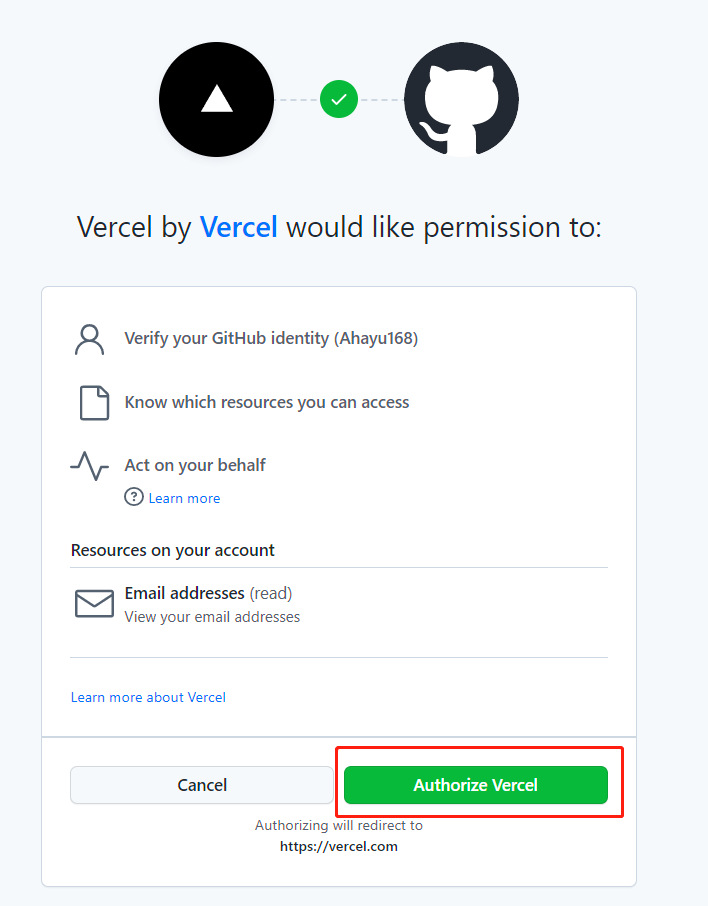 Vercel by Vercel would like permission to:
Verify your GitHub identity (Ahayu168)
Know which resources you can access
Act on your behalf
Learn more
Resources on your account
Email addresses (read)
View your email addresses
Learn more about Vercel
Cancel
Authorize Vercel
Authorizing will redirect to
https://vercel.com